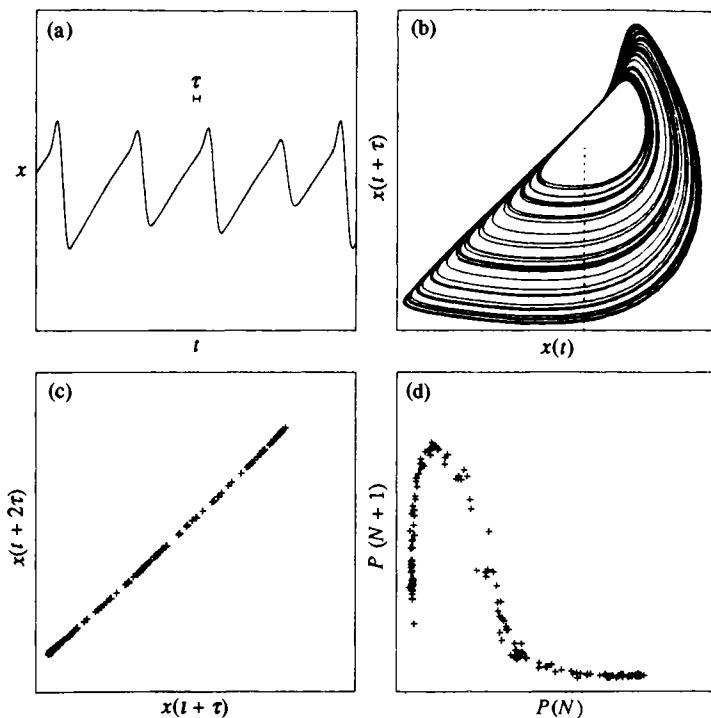 (a)
τ
x
t
(b)
x(t + τ)
x(t)
(c)
x(t + 2τ)
x(t + τ)
(d)
P(N + 1)
P(N)